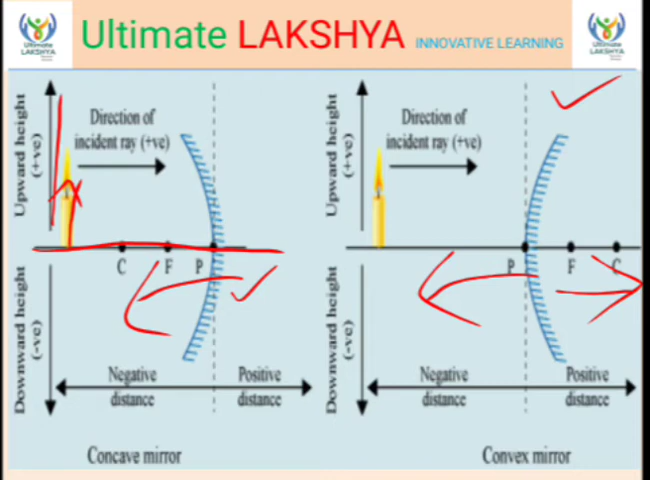 Ultimate LAKSHYA INNOVATIVE LEARNING
Ultimate
LAKSHYA
Ultimate
LAKSHYA
Upward height
(+ve)
Direction of
incident ray (+ve)
C F P
Downward height
(-ve)
Negative
distance
Positive
distance
Concave mirror
Upward height
(+ve)
Direction of
incident ray (+ve)
P F C
Downward height
(-ve)
Negative
distance
Positive
distance
Convex mirror